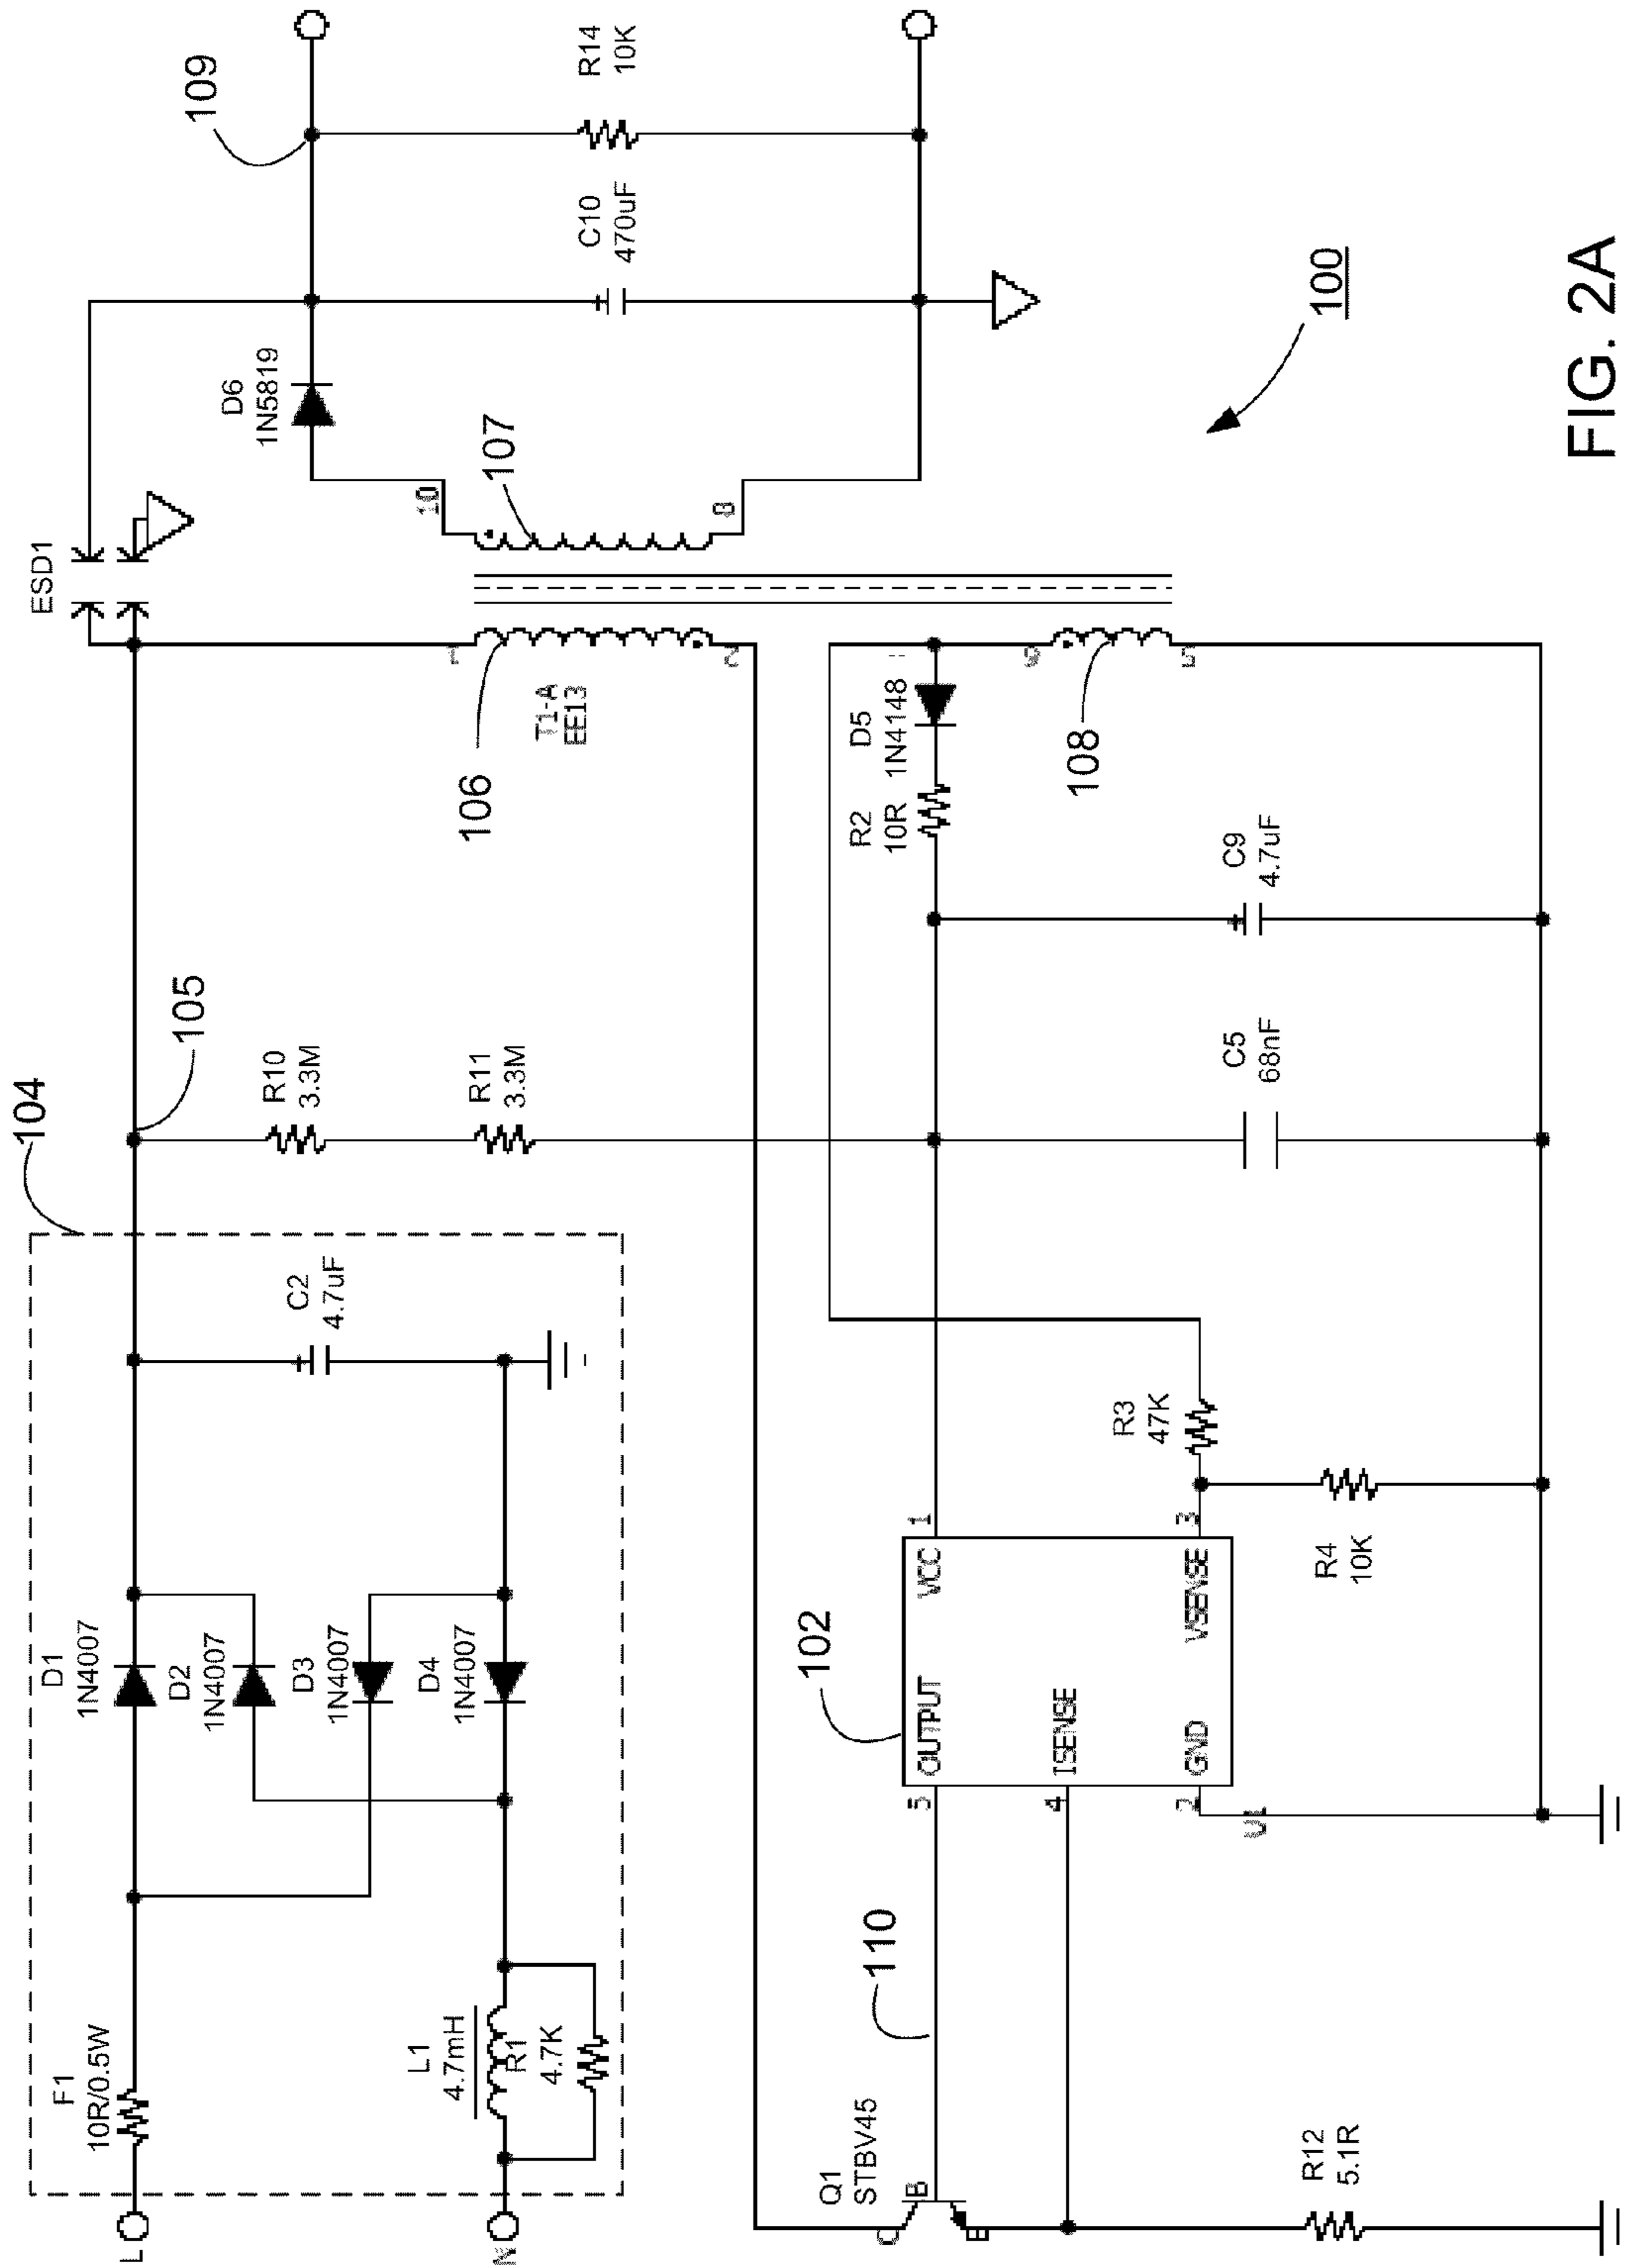 L
N
F1
10R/0.5W
L1
4.7mH
R1
4.7K
D1
1N4007
D2
1N4007
D3
1N4007
D4
1N4007
C2
4.7uF
104
105
R10
3.3M
R11
3.3M
ESD1
1
2
T1-A
EE13
106
10
8
107
D6
1N5819
109
C10
470uF
R14
10K
Q1
STBV45
C
B
E
110
102
5
OUTPUT
VCC
1
4
ISENSE
2
GND
VSENSE
3
U1
R12
5.1R
R3
47K
R4
10K
C5
68nF
C9
4.7uF
R2
10R
D5
1N4148
108
5
100
FIG. 2A